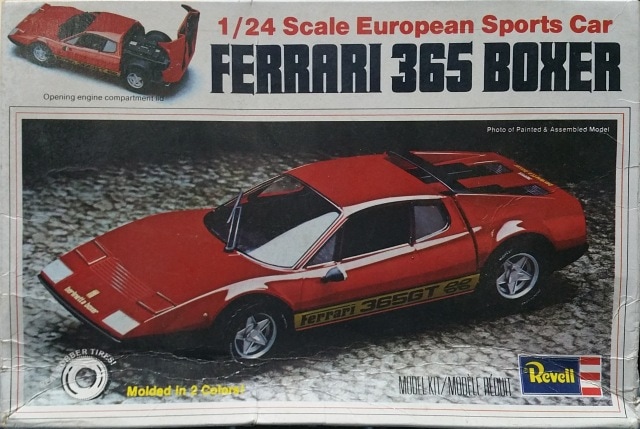 1/24 Scale European Sports Car
FERRARI 365 BOXER
Opening engine compartment lid.
Photo of Painted & Assembled Model
Ferrari 365GT
RUBBER TIRES!
Molded in 2 Colors!
MODEL KIT/MODÈLE RÉDUIT
Revell